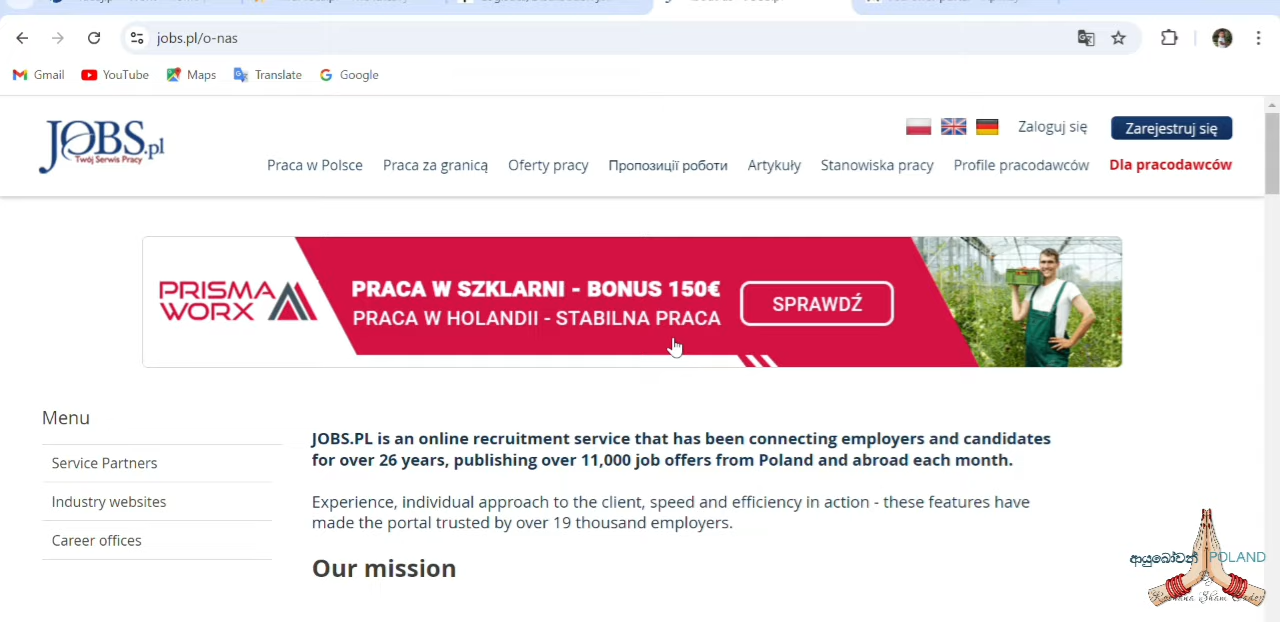 jobs.pl/o-nas
Gmail YouTube Maps Translate Google
JOBS.pl
Twój Serwis Pracy
Zaloguj się Zarejestruj się
Praca w Polsce Praca za granicą Oferty pracy Пропозиції роботи Artykuły Stanowiska pracy Profile pracodawców Dla pracodawców
PRISMA WORX
PRACA W SZKLARNI - BONUS 150€
PRACA W HOLANDII - STABILNA PRACA
SPRAWDŹ
Menu
Service Partners
Industry websites
Career offices
JOBS.PL is an online recruitment service that has been connecting employers and candidates
for over 26 years, publishing over 11,000 job offers from Poland and abroad each month.
Experience, individual approach to the client, speed and efficiency in action - these features have
made the portal trusted by over 19 thousand employers.
Our mission
ආයුබෝවන් POLAND